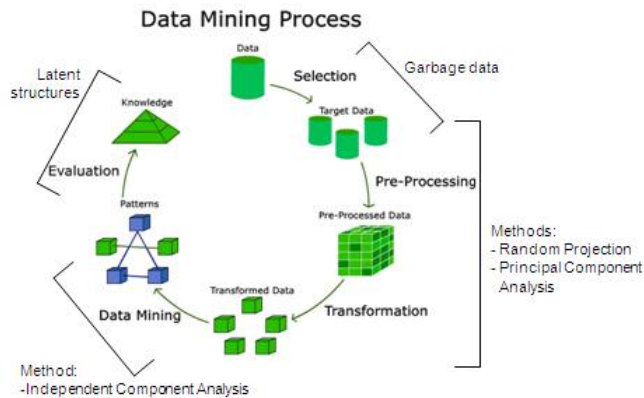 Data Mining Process
Data
Selection
Garbage data
Latent
structures
Knowledge
Target Data
Evaluation
Pre-Processing
Patterns
Pre-Processed Data
Methods:
- Random Projection
- Principal Component
Analysis
Transformed Data
Data Mining
Transformation
Method:
-Independent Component Analysis